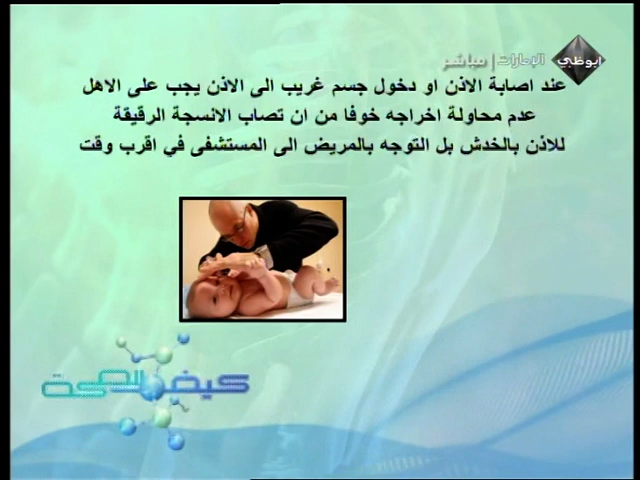 ابوظبي الامارات | مباشر
عند اصابة الاذن او دخول جسم غريب الى الاذن يجب على الاهل
عدم محاولة اخراجه خوفا من ان تصاب الانسجة الرقيقة
للاذن بالخدش بل التوجه بالمريض الى المستشفى في اقرب وقت
كيف الصحة